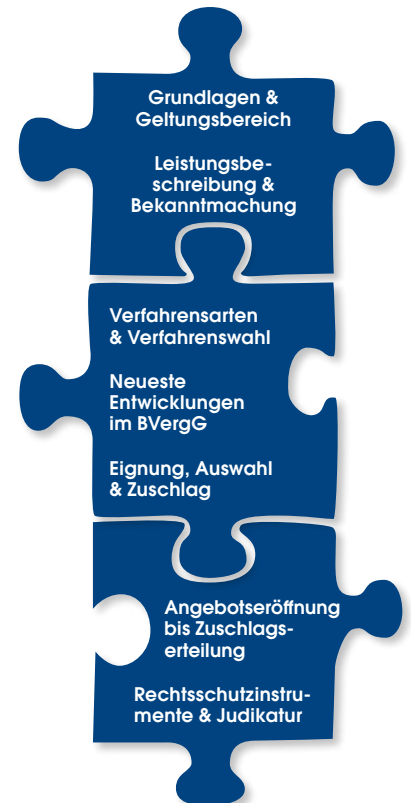 Grundlagen &
Geltungsbereich
Leistungsbe-
schreibung &
Bekanntmachung
Verfahrensarten
& Verfahrenswahl
Neueste
Entwicklungen
im BVergG
Eignung, Auswahl
& Zuschlag
Angebotseröffnung
bis Zuschlags-
erteilung
Rechtsschutzinstru-
mente & Judikatur